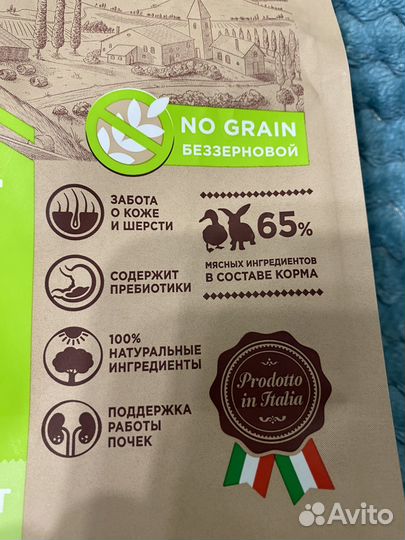 NO GRAIN
БЕЗЗЕРНОВОЙ
ЗАБОТА
О КОЖЕ
И ШЕРСТИ
65%
МЯСНЫХ ИНГРЕДИЕНТОВ
В СОСТАВЕ КОРМА
СОДЕРЖИТ
ПРЕБИОТИКИ
100%
НАТУРАЛЬНЫЕ
ИНГРЕДИЕНТЫ
Prodotto
in Italia
ПОДДЕРЖКА
РАБОТЫ
ПОЧЕК
Т
Avito